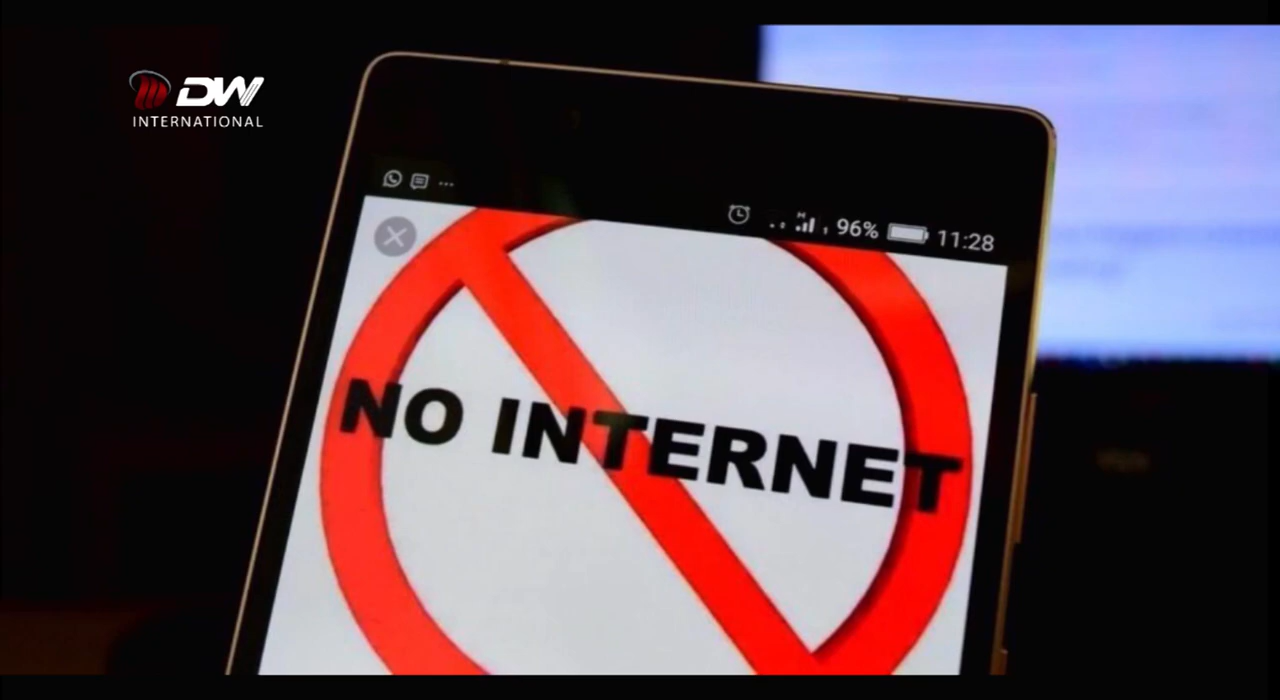 DW
INTERNATIONAL
H
96% 11:28
NO INTERNET